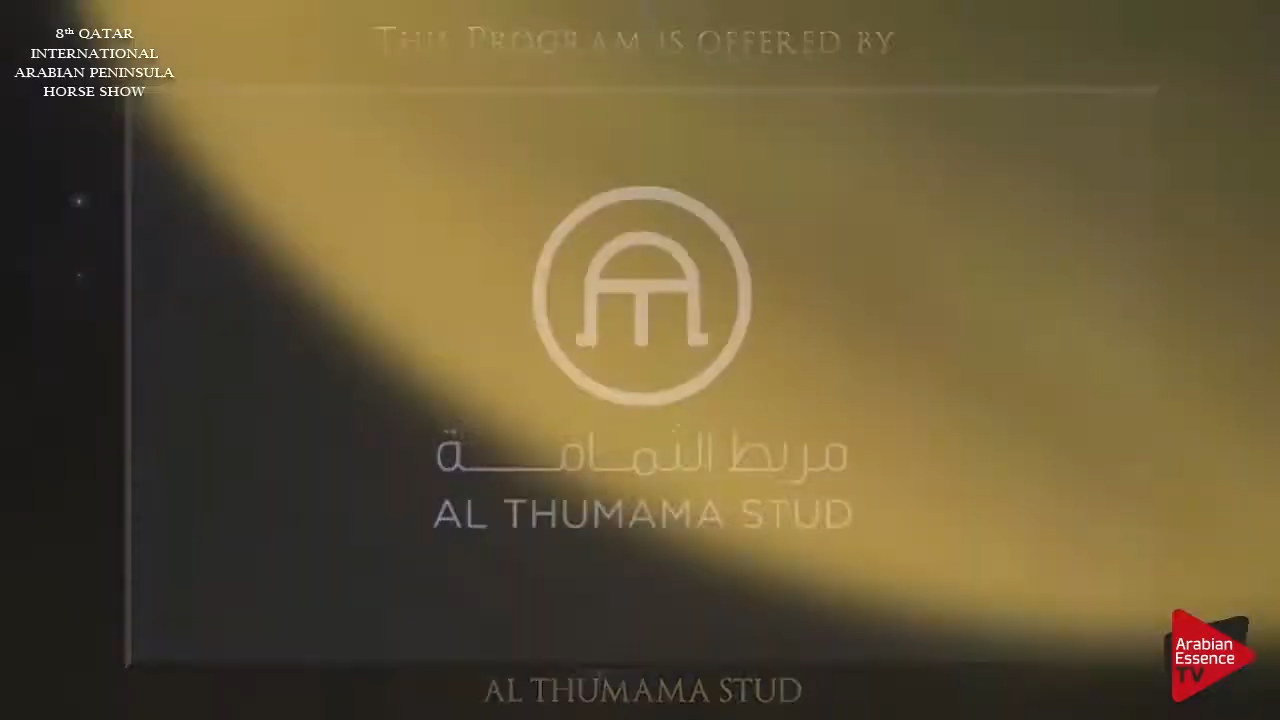 8th QATAR
INTERNATIONAL
ARABIAN PENINSULA
HORSE SHOW
THIS PROGRAM IS OFFERED BY
مربط الثمامة
AL THUMAMA STUD
AL THUMAMA STUD
Arabian
Essence
TV